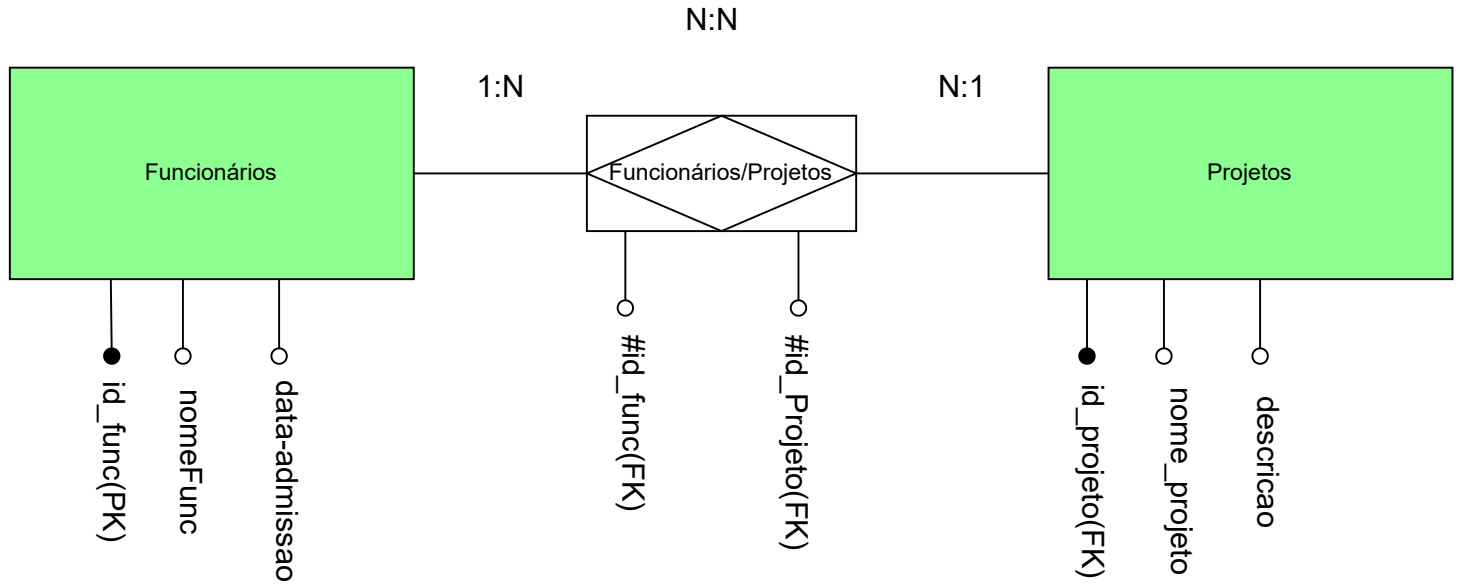 N:N
1:N
N:1
Funcionários
Funcionários/Projetos
Projetos
id_func(PK)
nomeFunc
data-admissao
#id_func(FK)
#id_Projeto(FK)
id_projeto(FK)
nome_projeto
descricao